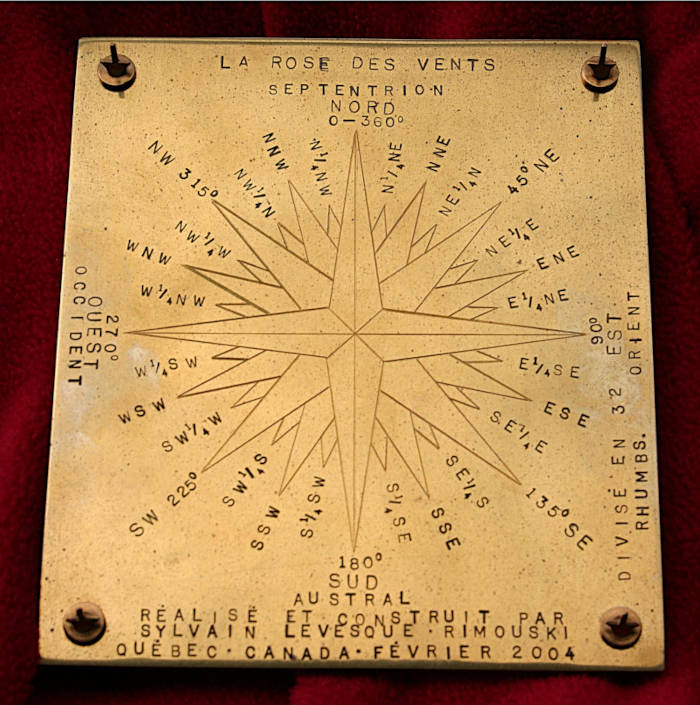 LA ROSE DES VENTS
SEPTENTRION
NORD
0—360°
N¼NE
NNE
NE¼N
45° NE
NE¼E
ENE
E¼NE
90° EST
ORIENT
E¼SE
ESE
SE¼E
135° SE
SE¼S
SSE
S¼SE
DIVISÉ EN 32
RHUMBS.
180°
SUD
AUSTRAL
S¼SW
SSW
SW¼S
SW 225°
SW¼W
WSW
W¼SW
270°
OUEST
OCCIDENT
W¼NW
WNW
NW¼W
NW 315°
NW¼N
NNW
N¼NW
RÉALISÉ ET CONSTRUIT PAR
SYLVAIN LEVESQUE · RIMOUSKI
QUÉBEC · CANADA · FÉVRIER 2004